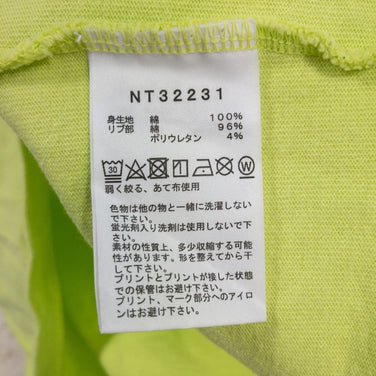 NT32231
身生地 綿 100%
リブ部 綿 96%
ポリウレタン 4%
30 W
弱く絞る、あて布使用
色物は他の物と一緒に洗濯しない
で下さい。
蛍光剤入り洗剤は使用しないで下
さい。
素材の性質上、多少収縮する可能
性があります。形を整えてから干
して下さい。
プリントとプリントが接した状態
での保管はお避け下さい。
プリント、マーク部分へのアイロ
ンはお避け下さい。